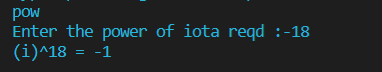 pow
Enter the power of iota reqd :-18
(i)^18 = -1